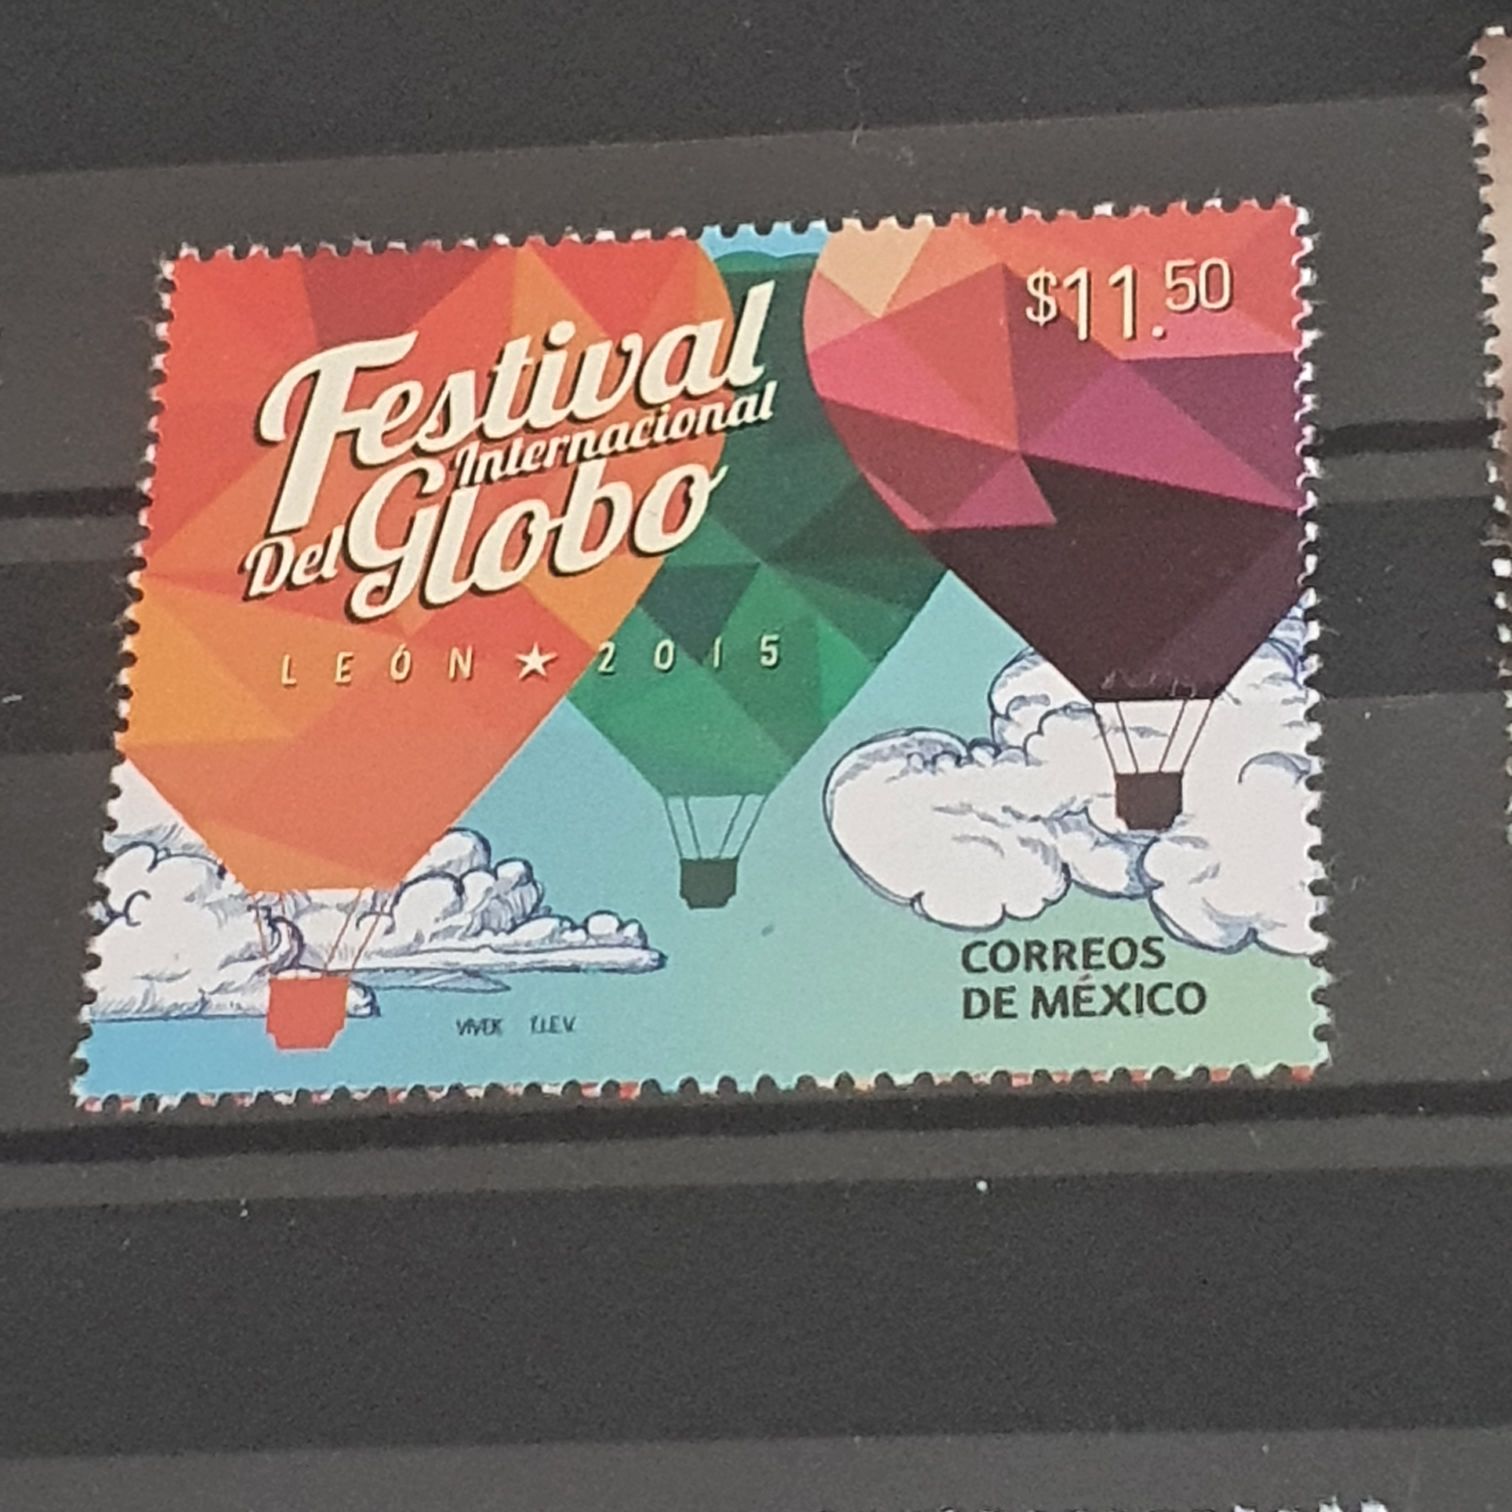 Festival
Internacional
Del Globo
LEÓN ★ 2015
$11.50
CORREOS
DE MÉXICO